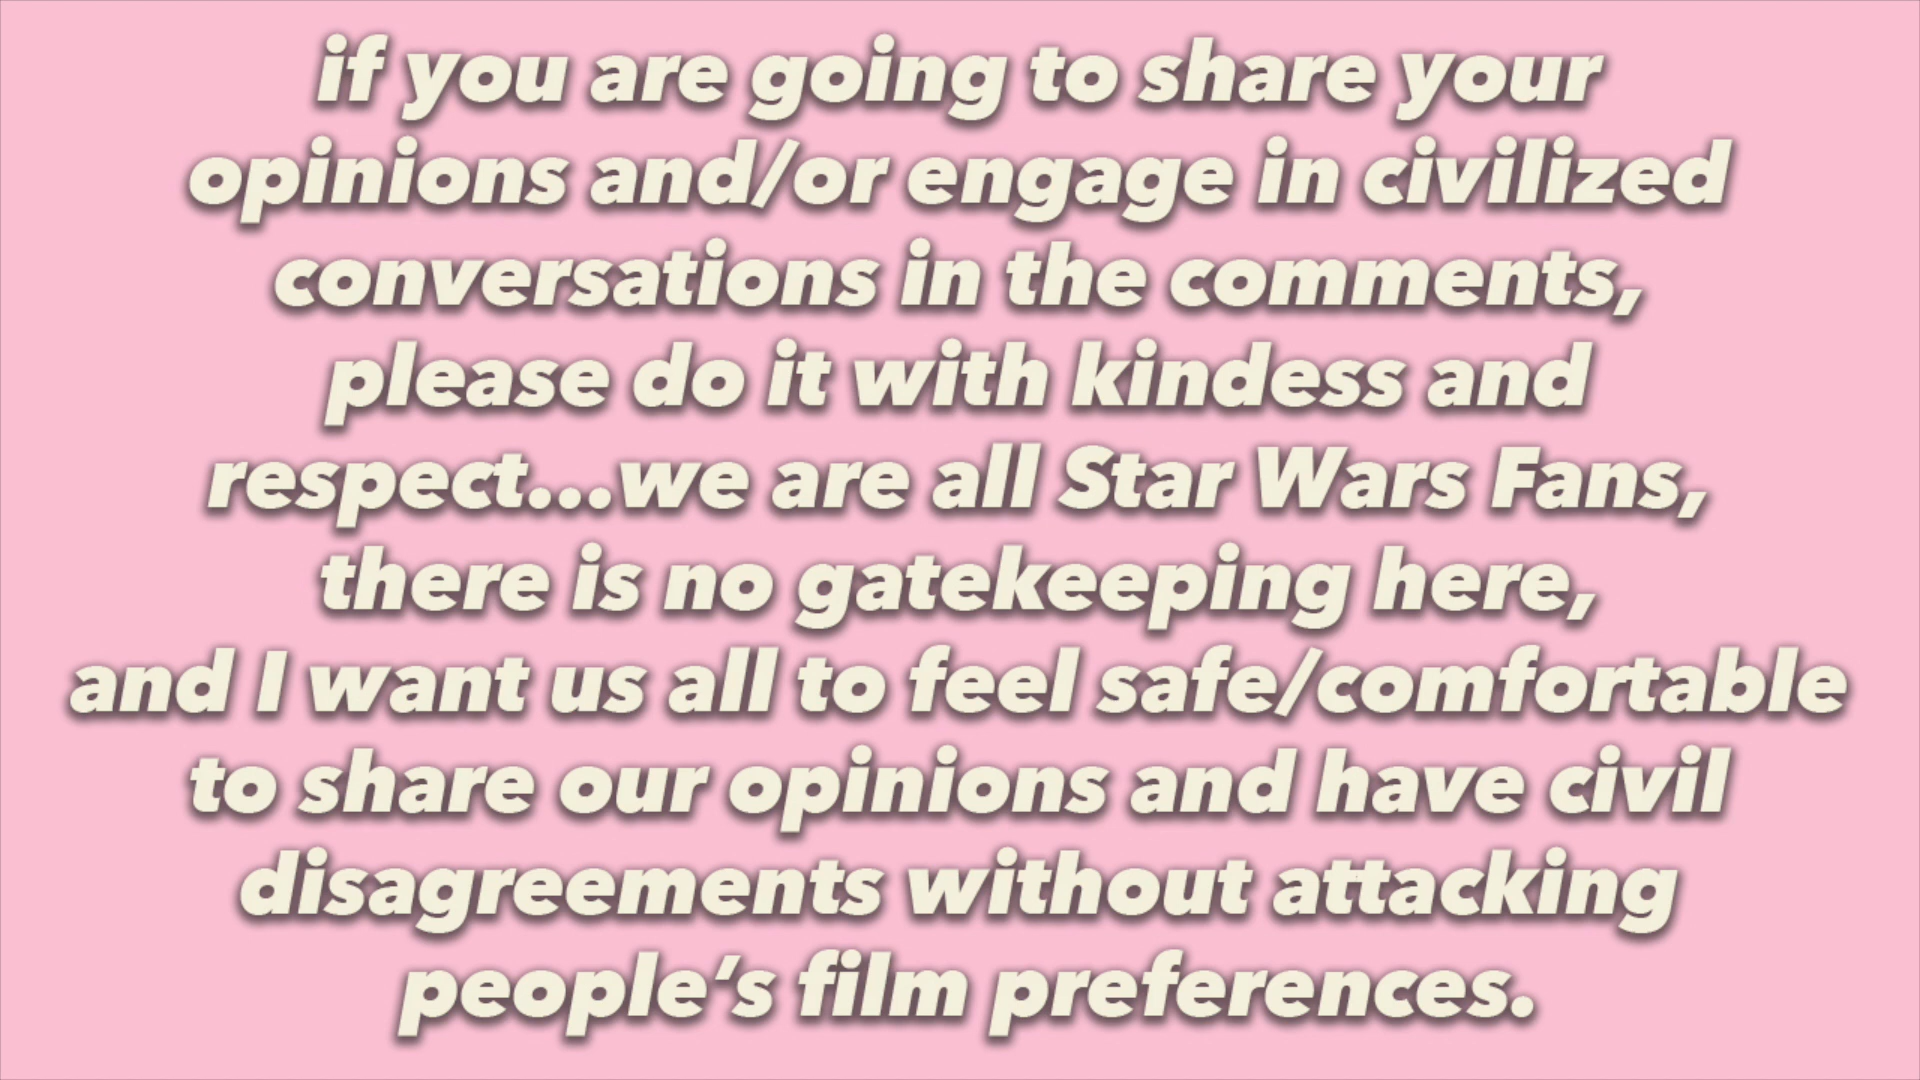 if you are going to share your
opinions and/or engage in civilized
conversations in the comments,
please do it with kindess and
respect...we are all Star Wars Fans,
there is no gatekeeping here,
and I want us all to feel safe/comfortable
to share our opinions and have civil
disagreements without attacking
people’s film preferences.